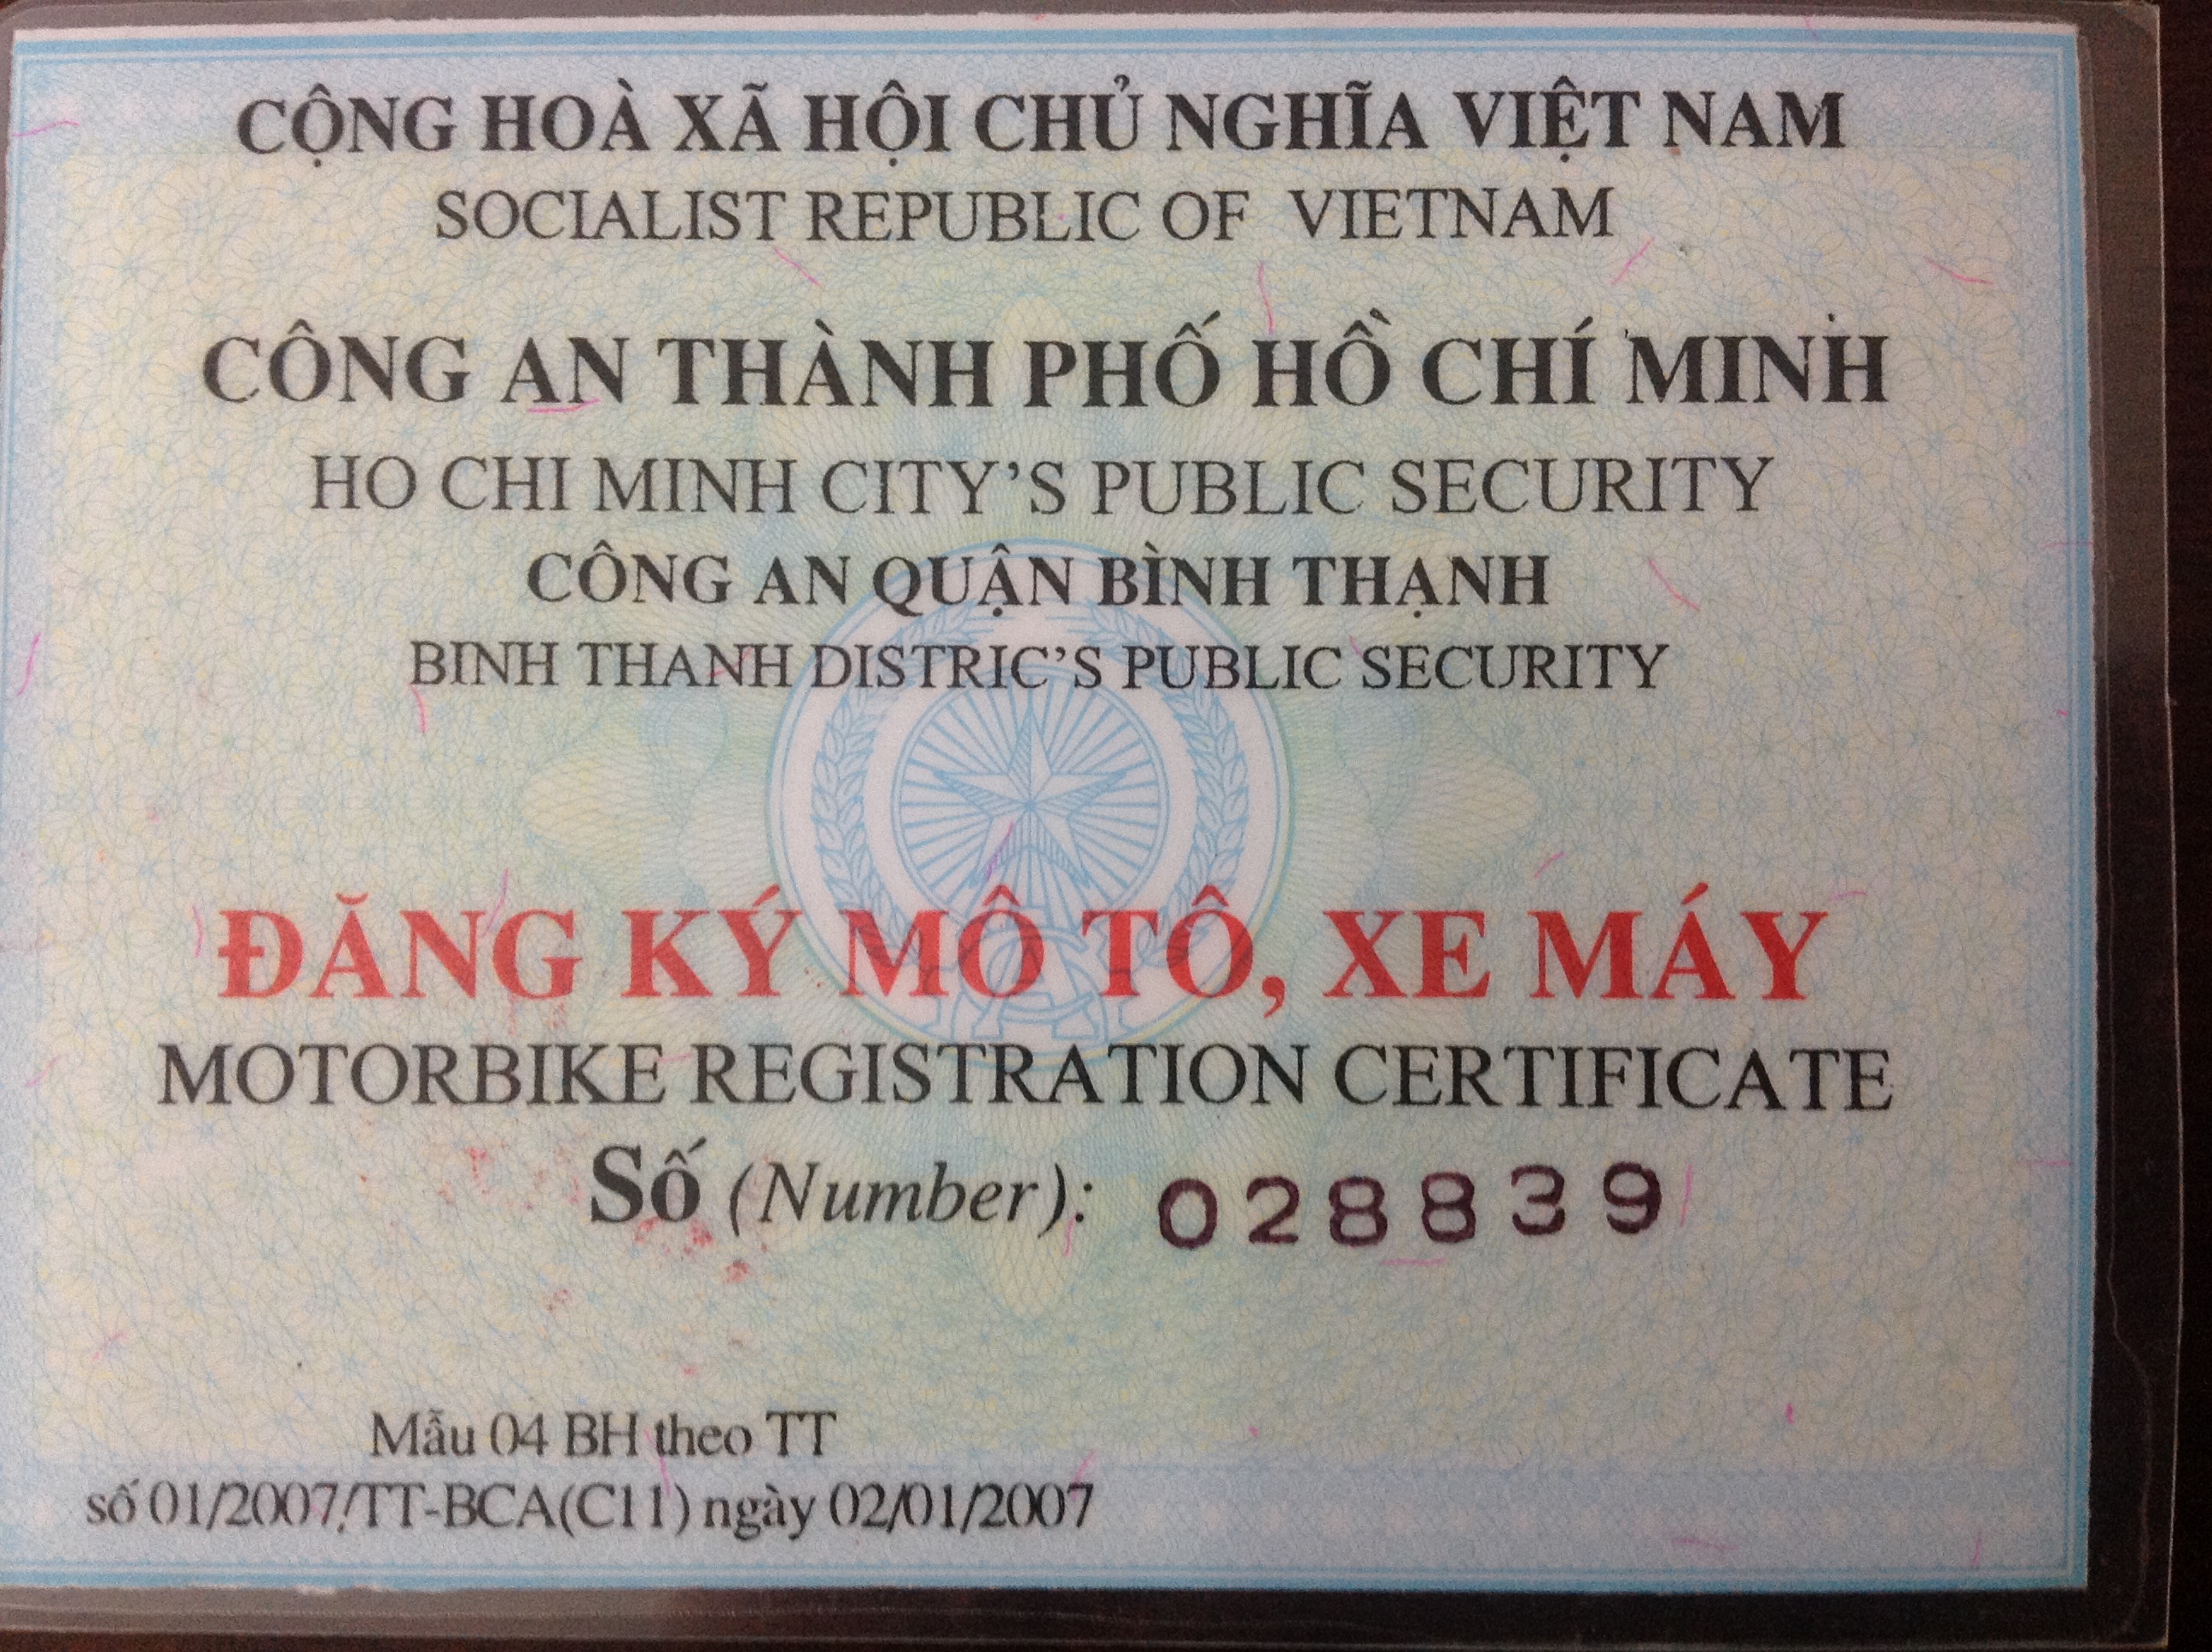 CỘNG HOÀ XÃ HỘI CHỦ NGHĨA VIỆT NAM
SOCIALIST REPUBLIC OF VIETNAM
CÔNG AN THÀNH PHỐ HỒ CHÍ MINH
HO CHI MINH CITY’S PUBLIC SECURITY
CÔNG AN QUẬN BÌNH THẠNH
BINH THANH DISTRIC’S PUBLIC SECURITY
ĐĂNG KÝ MÔ TÔ, XE MÁY
MOTORBIKE REGISTRATION CERTIFICATE
Số (Number): 028839
Mẫu 04 BH theo TT
số 01/2007/TT-BCA(C11) ngày 02/01/2007